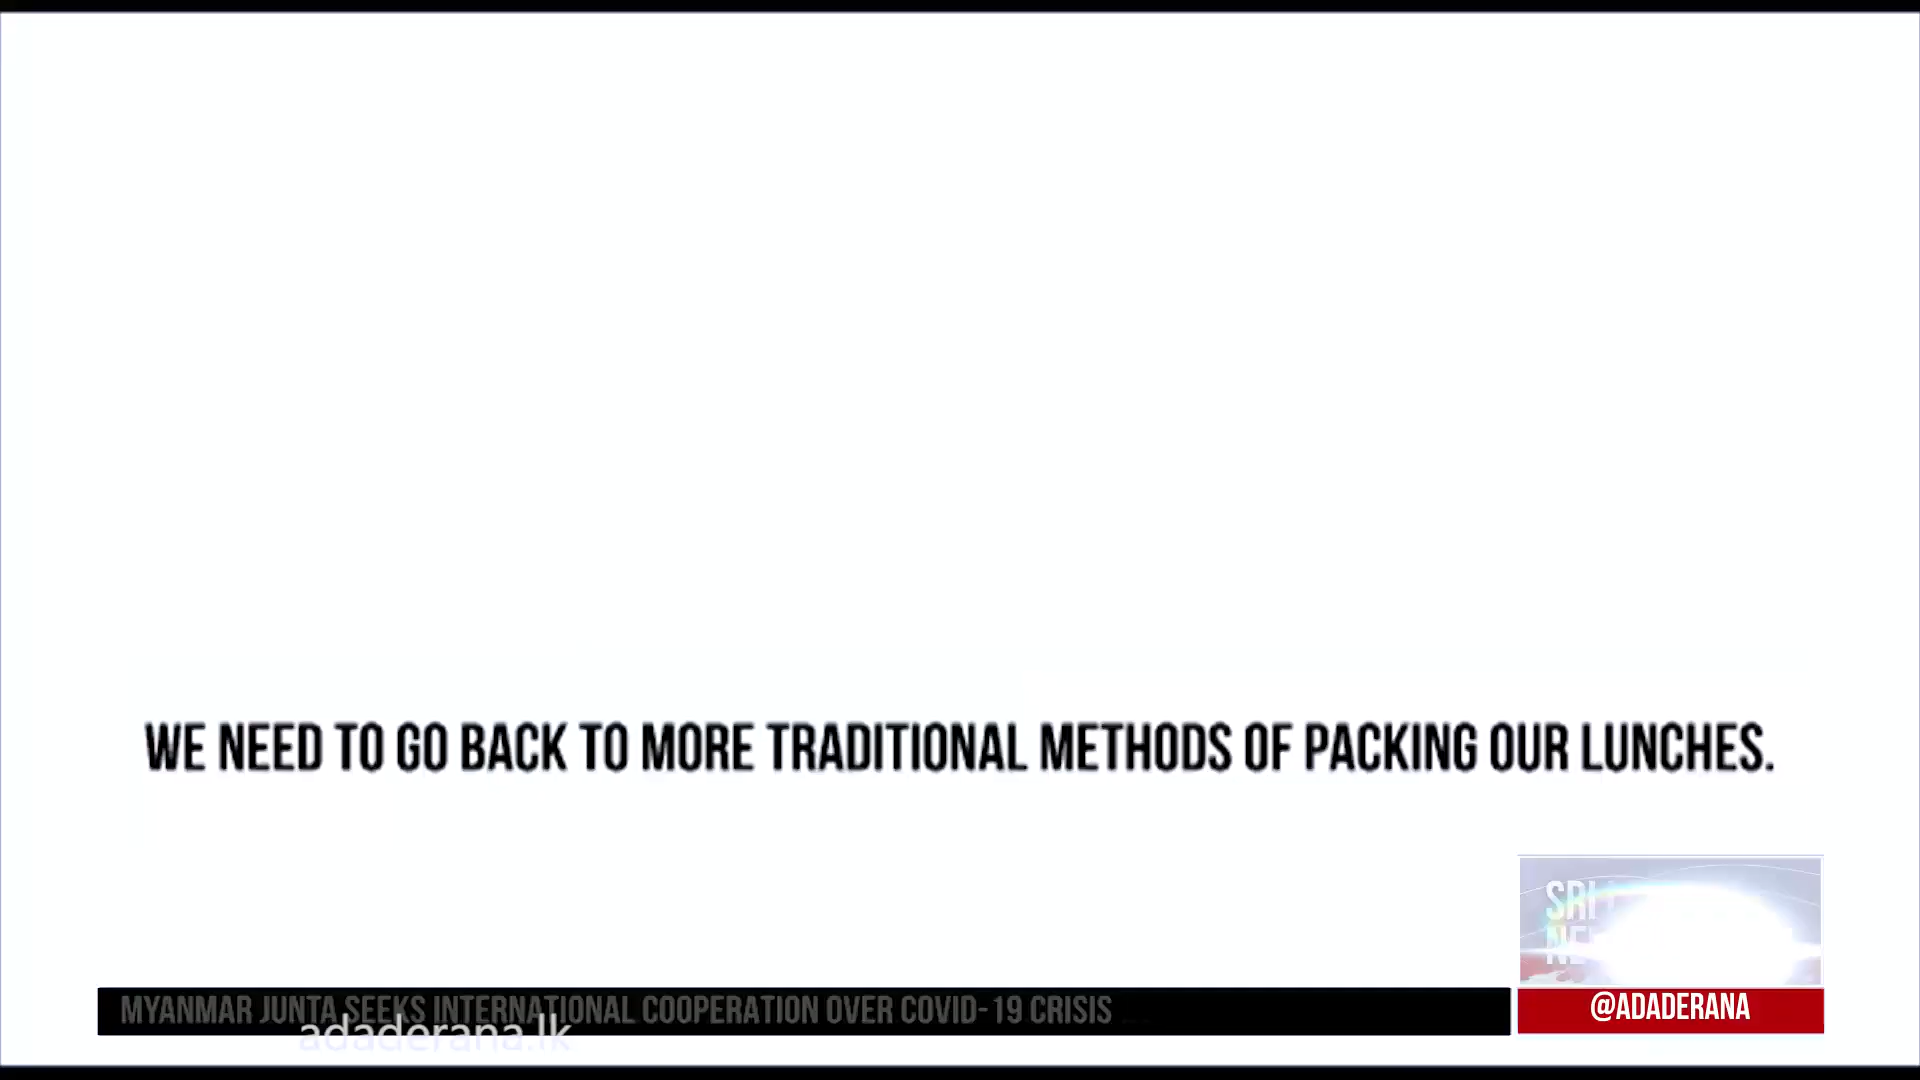 WE NEED TO GO BACK TO MORE TRADITIONAL METHODS OF PACKING OUR LUNCHES.
SRI
MYANMAR JUNTA SEEKS INTERNATIONAL COOPERATION OVER COVID-19 CRISIS
@ADADERANA
adaderana.lk